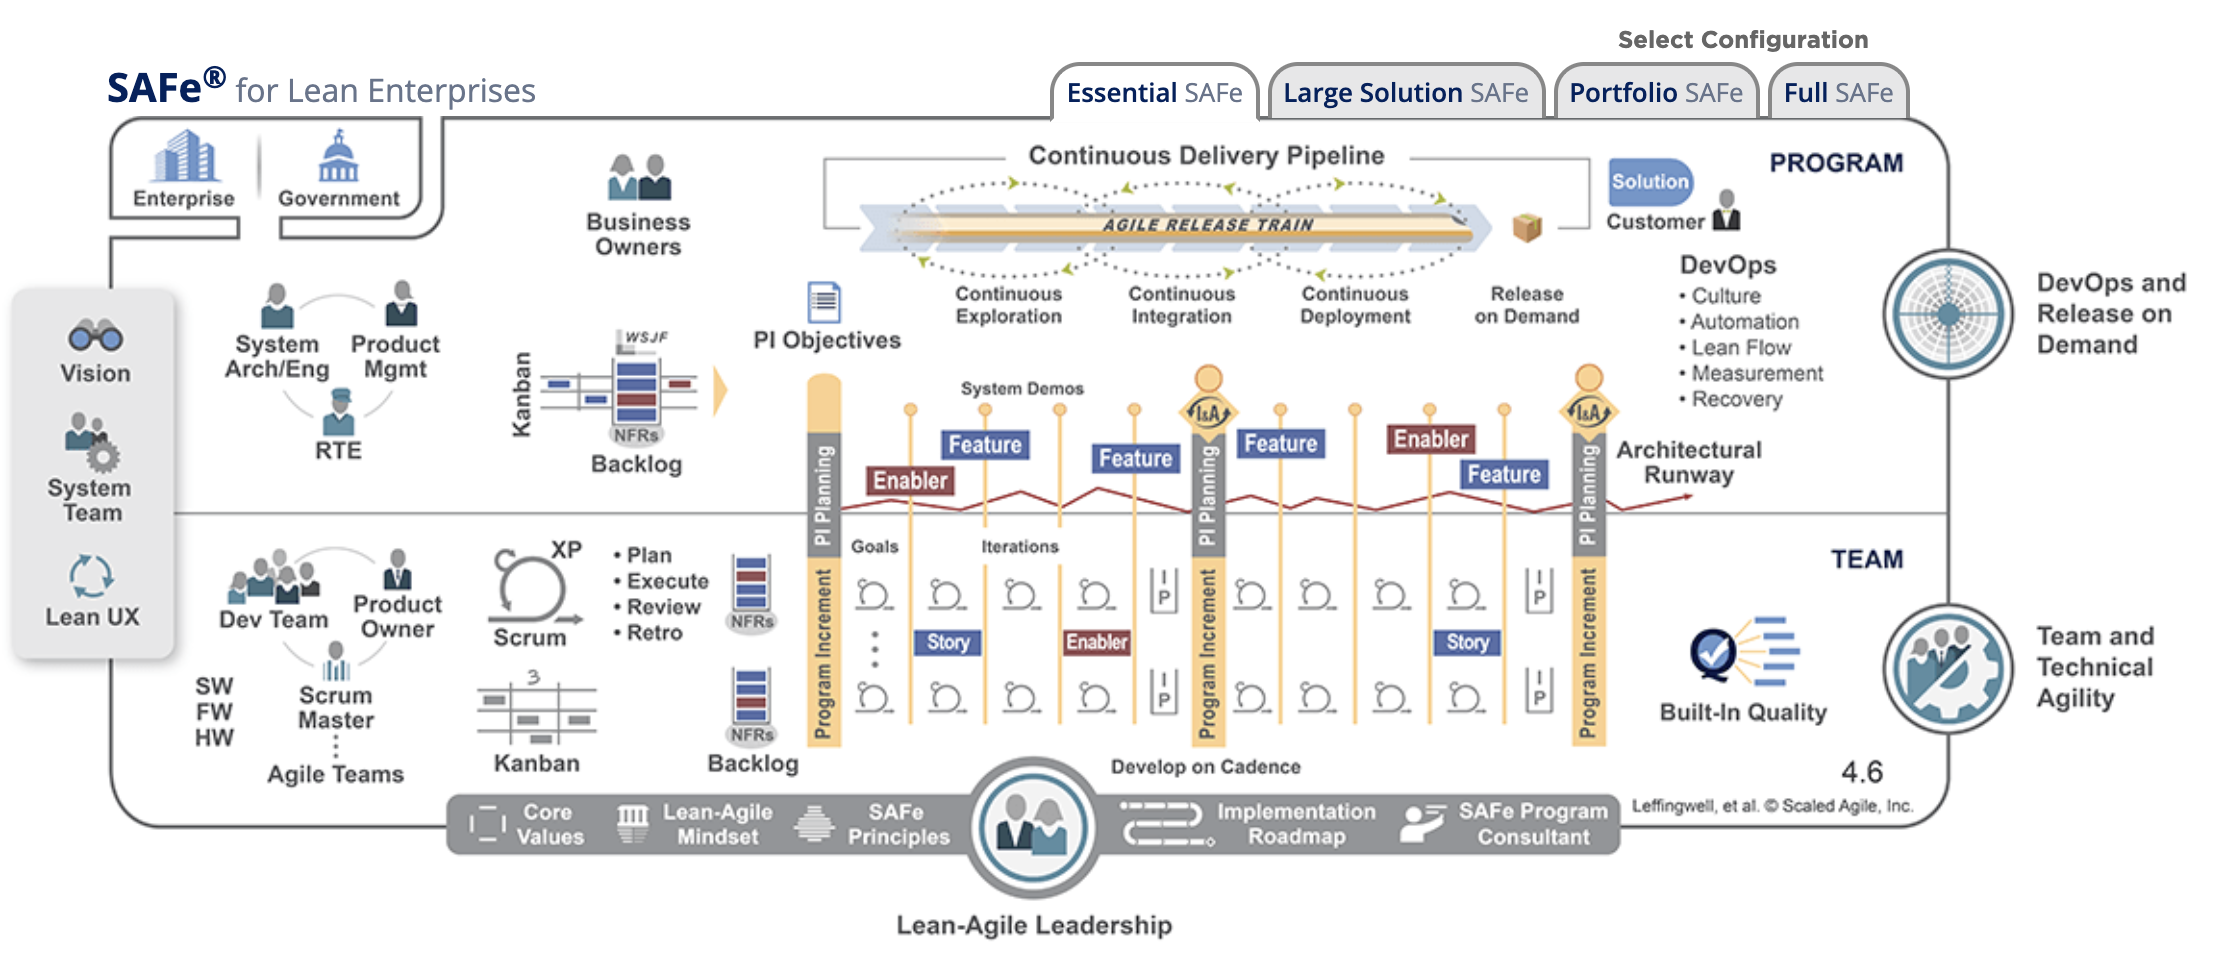 Select Configuration
SAFe® for Lean Enterprises
Essential SAFe
Large Solution SAFe
Portfolio SAFe
Full SAFe
Enterprise
Government
Business
Owners
Continuous Delivery Pipeline
AGILE RELEASE TRAIN
Solution
Customer
PROGRAM
Continuous
Exploration
Continuous
Integration
Continuous
Deployment
Release
on Demand
DevOps
• Culture
• Automation
• Lean Flow
• Measurement
• Recovery
DevOps and
Release on
Demand
Vision
System
Team
Lean UX
System
Arch/Eng
Product
Mgmt
RTE
Kanban
WSJF
NFRs
Backlog
PI Objectives
System Demos
I&A
I&A
Enabler
Feature
Feature
Feature
Enabler
Feature
Architectural
Runway
PI Planning
PI Planning
PI Planning
TEAM
Dev Team
Product
Owner
Scrum
Master
SW
FW
HW
Agile Teams
XP
Scrum
• Plan
• Execute
• Review
• Retro
3
Kanban
NFRs
NFRs
Backlog
Goals
Iterations
Program Increment
Program Increment
Program Increment
I
P
I
P
Story
Enabler
Story
I
P
I
P
Built-In Quality
Team and
Technical
Agility
Develop on Cadence
4.6
Leffingwell, et al. © Scaled Agile, Inc.
Core
Values
Lean-Agile
Mindset
SAFe
Principles
Implementation
Roadmap
SAFe Program
Consultant
Lean-Agile Leadership